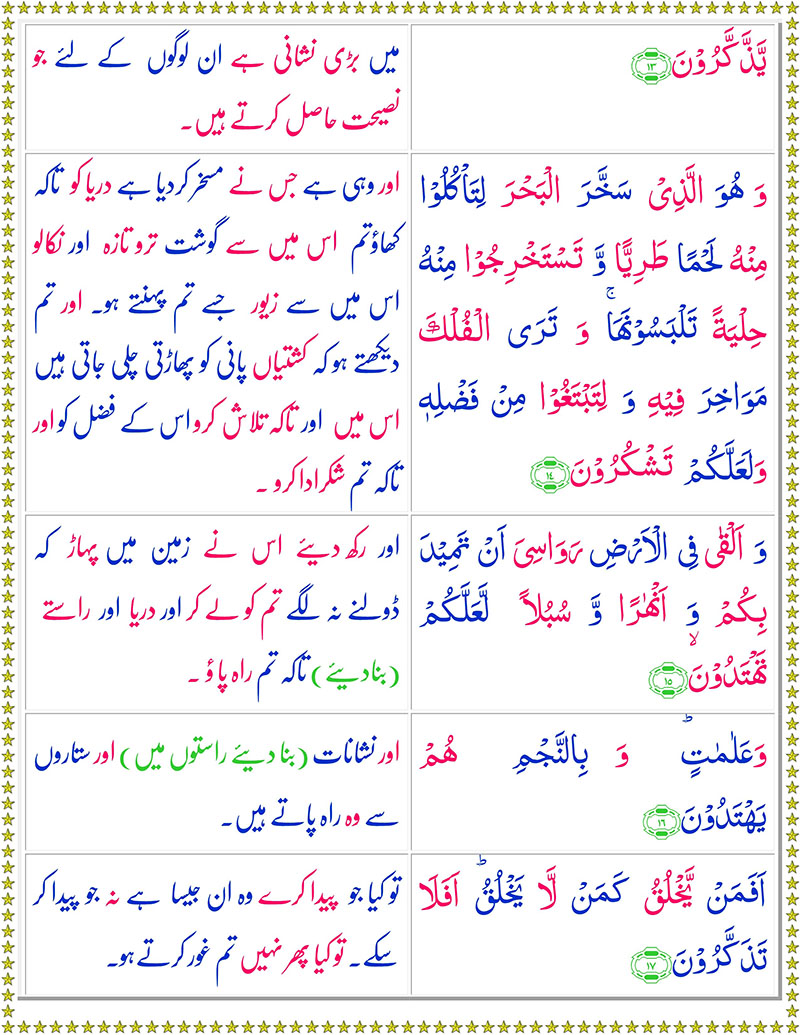 یَّذَّكَّرُوْنَ ۝۱۳
میں بڑی نشانی ہے ان لوگوں کے لئے جو
نصیحت حاصل کرتے ہیں۔
وَ هُوَ الَّذِیْ سَخَّرَ الْبَحْرَ لِتَاْكُلُوْا
مِنْهُ لَحْمًا طَرِیًّا وَّ تَسْتَخْرِجُوْا مِنْهُ
حِلْیَةً تَلْبَسُوْنَهَاۚ وَ تَرَی الْفُلْكَ
مَوَاخِرَ فِیْهِ وَ لِتَبْتَغُوْا مِنْ فَضْلِهٖ
وَلَعَلَّكُمْ تَشْكُرُوْنَ ۝۱۴
اور وہی ہے جس نے مسخر کردیا ہے دریا کو تاکہ
کھاؤ تم اس میں سے گوشت تروتازہ اور نکالو
اس میں سے زیور جسے تم پہنتے ہو۔ اور تم
دیکھتے ہو کہ کشتیاں پانی کو پھاڑتی چلی جاتی ہیں
اس میں اور تاکہ تلاش کرو اس کے فضل کو اور
تاکہ تم شکر ادا کرو ۔
وَ اَلْقٰی فِی الْاَرْضِ رَوَاسِیَ اَنْ تَمِیْدَ
بِكُمْ وَ اَنْهٰرًا وَّ سُبُلاً لَّعَلَّكُمْ
تَهْتَدُوْنَۙ ۝۱۵
اور رکھ دیئے اس نے زمین میں پہاڑ کہ
ڈولنے نہ لگے تم کو لے کر اور دریا اور راستے
(بنادیئے) تاکہ تم راہ پاؤ ۔
وَعَلٰمٰتٍؕ وَ بِالنَّجْمِ هُمْ
یَهْتَدُوْنَ ۝۱۶
اور نشانات (بنا دیئے راستوں میں) اور ستاروں
سے وہ راہ پاتے ہیں۔
اَفَمَنْ یَّخْلُقُ كَمَنْ لَّا یَخْلُقُؕ اَفَلَا
تَذَكَّرُوْنَ ۝۱۷
تو کیا جو پیدا کرے وہ ان جیسا ہے نہ جو پیدا کر
سکے۔ تو کیا پھر نہیں تم غور کرتے ہو۔